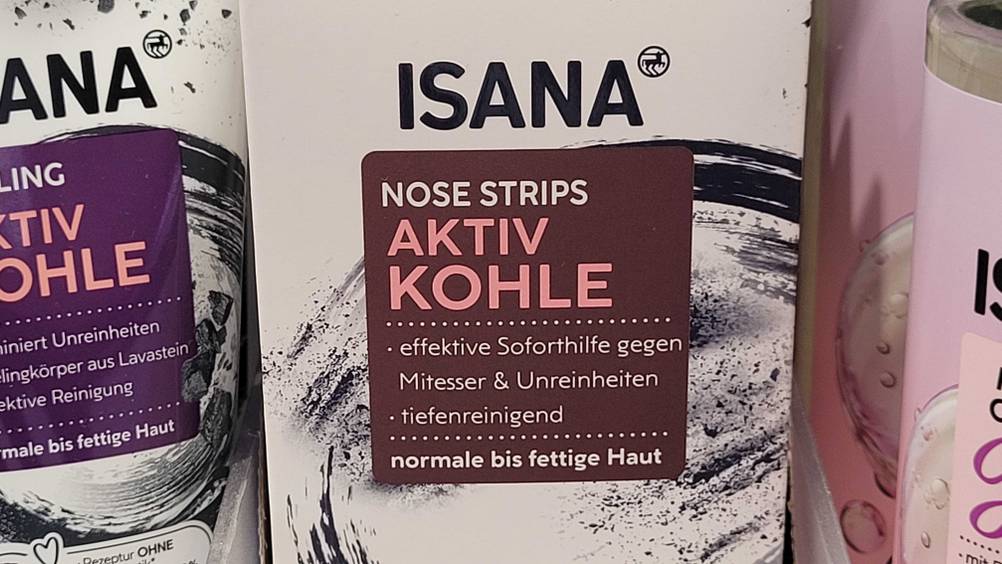 ISANA
NOSE STRIPS
AKTIV
KOHLE
· effektive Soforthilfe gegen
Mitesser & Unreinheiten
· tiefenreinigend
normale bis fettige Haut
ANA
LING
KTIV
OHLE
Unreinheiten
aus Lavastein
Reinigung
bis fettige Haut
Rezeptur OHNE
IS